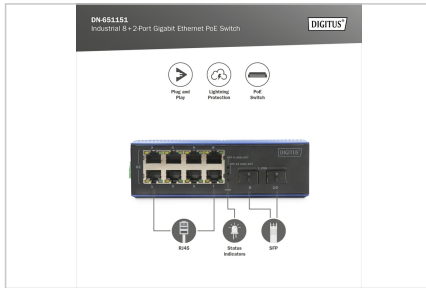 DN-651151
Industrial 8+2-Port Gigabit Ethernet PoE Switch
DIGITUS®
Plug and
Play
Lightning
Protection
PoE
Switch
DIGITUS
RJ45
Status
Indicators
SFP